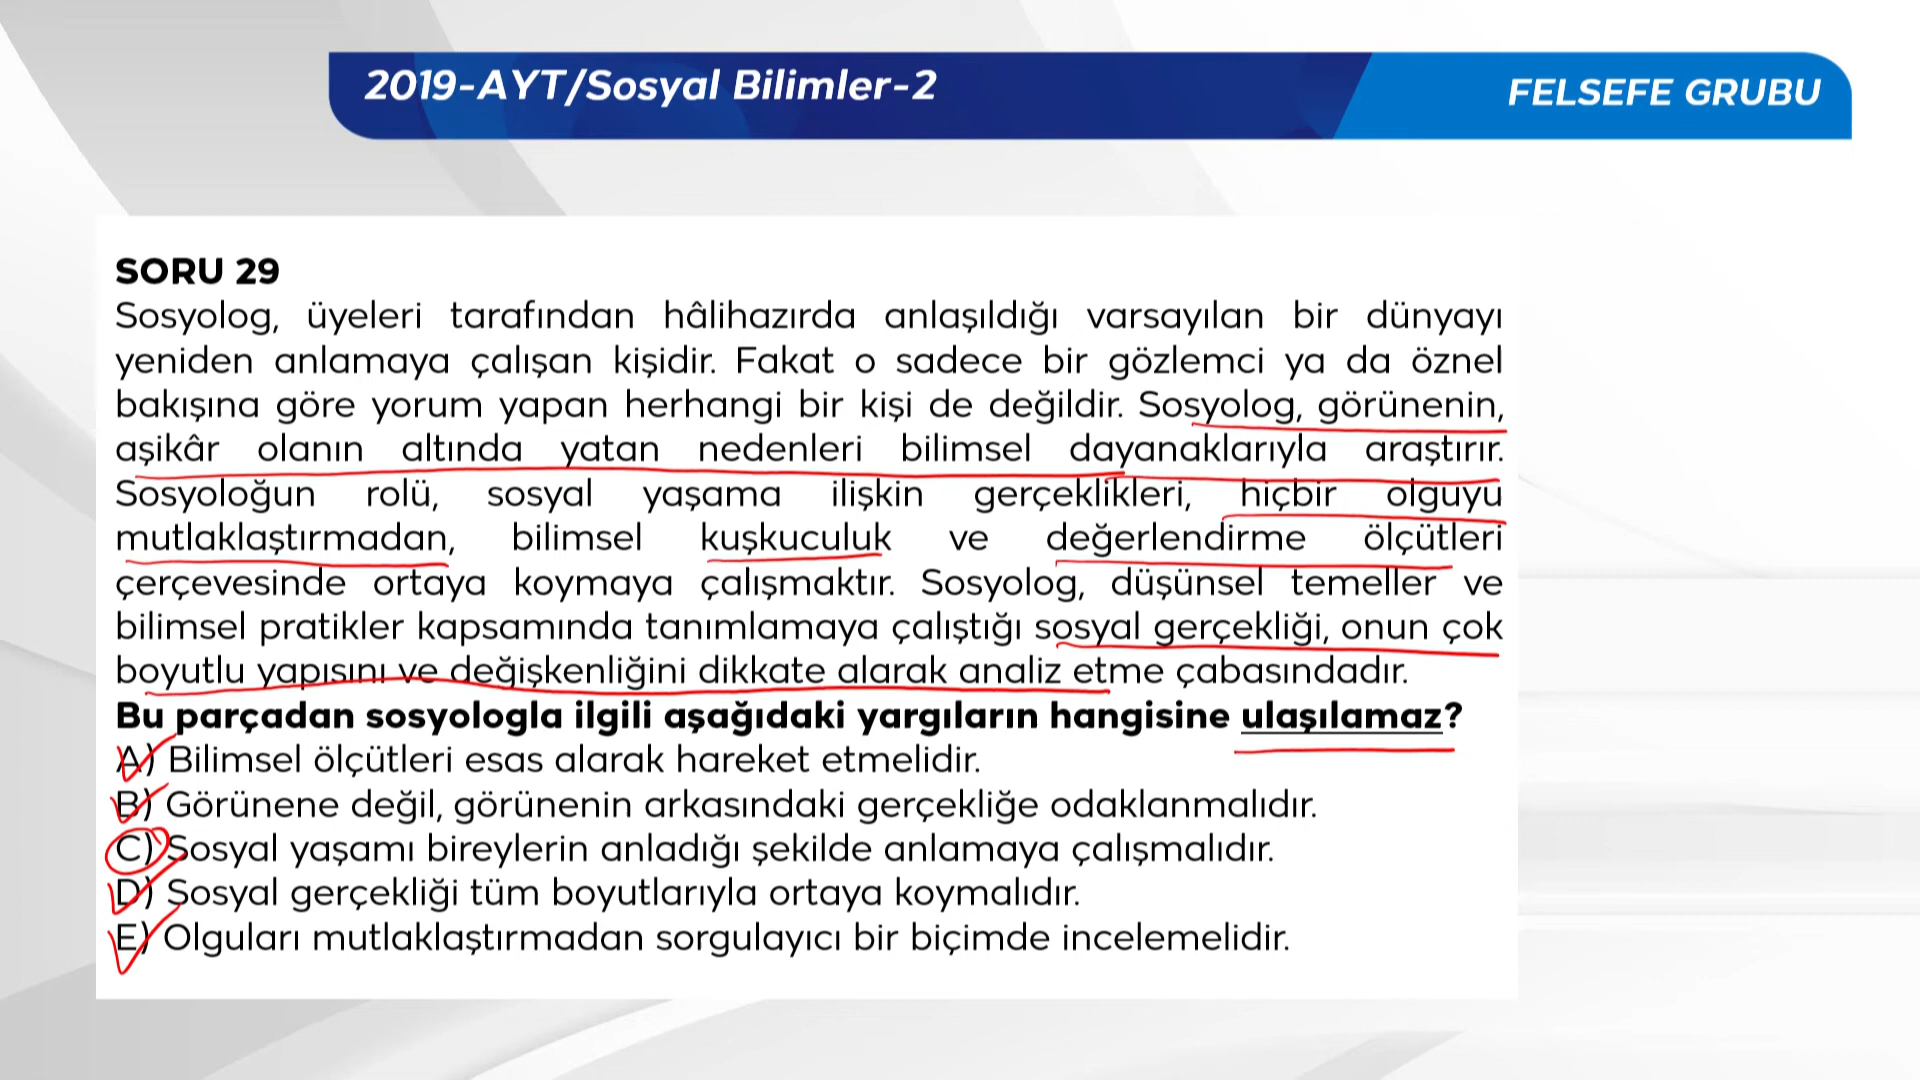 2019-AYT/Sosyal Bilimler-2
FELSEFE GRUBU
SORU 29
Sosyolog, üyeleri tarafından hâlihazırda anlaşıldığı varsayılan bir dünyayı
yeniden anlamaya çalışan kişidir. Fakat o sadece bir gözlemci ya da öznel
bakışına göre yorum yapan herhangi bir kişi de değildir. Sosyolog, görünenin,
aşikâr olanın altında yatan nedenleri bilimsel dayanaklarıyla araştırır.
Sosyoloğun rolü, sosyal yaşama ilişkin gerçeklikleri, hiçbir olguyu
mutlaklaştırmadan, bilimsel kuşkuculuk ve değerlendirme ölçütleri
çerçevesinde ortaya koymaya çalışmaktır. Sosyolog, düşünsel temeller ve
bilimsel pratikler kapsamında tanımlamaya çalıştığı sosyal gerçekliği, onun çok
boyutlu yapısını ve değişkenliğini dikkate alarak analiz etme çabasındadır.
Bu parçadan sosyologla ilgili aşağıdaki yargıların hangisine ulaşılamaz?
A) Bilimsel ölçütleri esas alarak hareket etmelidir.
B) Görünene değil, görünenin arkasındaki gerçekliğe odaklanmalıdır.
C) Sosyal yaşamı bireylerin anladığı şekilde anlamaya çalışmalıdır.
D) Sosyal gerçekliği tüm boyutlarıyla ortaya koymalıdır.
E) Olguları mutlaklaştırmadan sorgulayıcı bir biçimde incelemelidir.